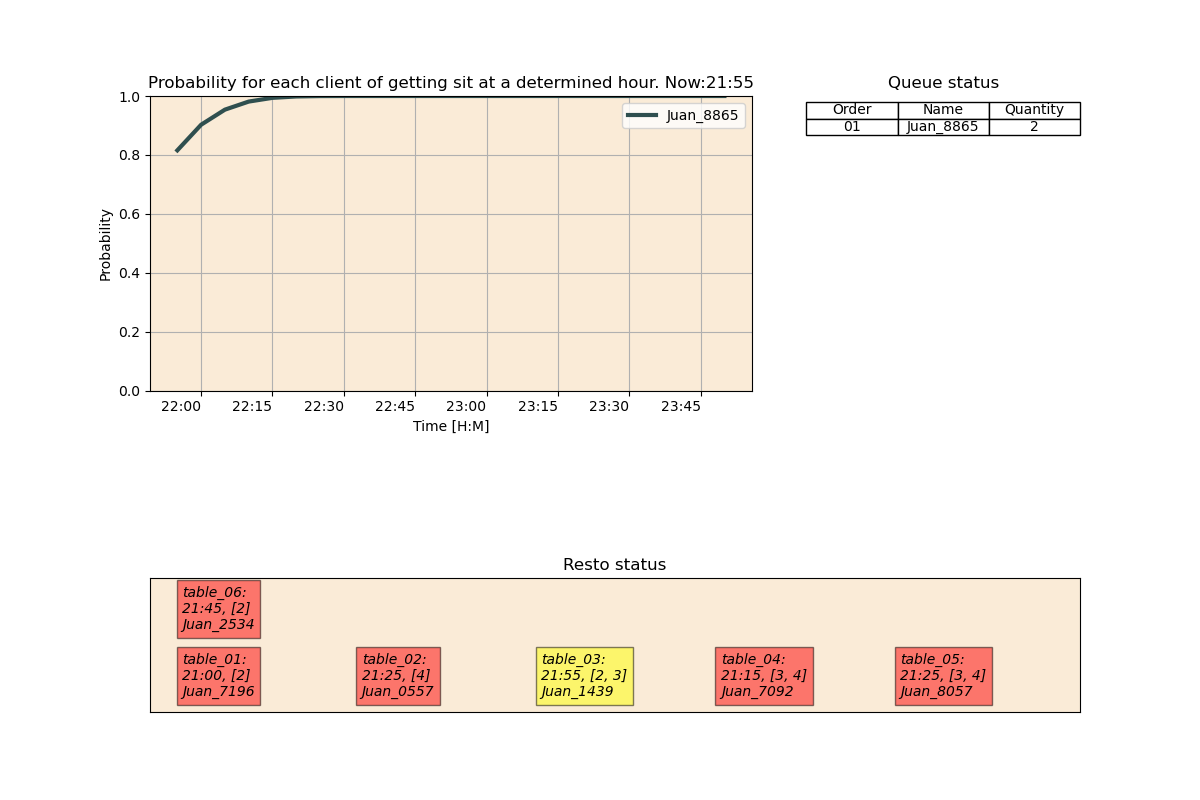 Probability for each client of getting sit at a determined hour. Now:21:55
Juan_8865
1.0
0.8
0.6
0.4
0.2
0.0
Probability
22:00 22:15 22:30 22:45 23:00 23:15 23:30 23:45
Time [H:M]
Queue status
Order Name Quantity
01 Juan_8865 2
Resto status
table_06:
21:45, [2]
Juan_2534
table_01:
21:00, [2]
Juan_7196
table_02:
21:25, [4]
Juan_0557
table_03:
21:55, [2, 3]
Juan_1439
table_04:
21:15, [3, 4]
Juan_7092
table_05:
21:25, [3, 4]
Juan_8057